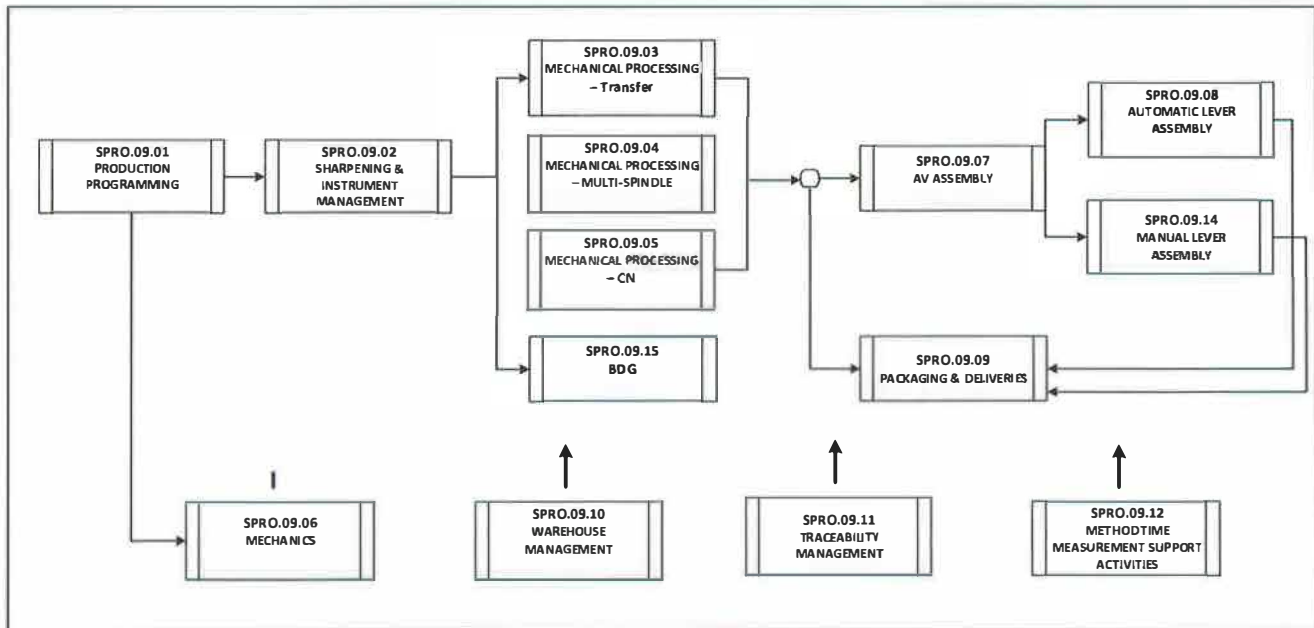 SPRO.09.01
PRODUCTION
PROGRAMMING
SPRO.09.02
SHARPENING &
INSTRUMENT
MANAGEMENT
SPRO.09.03
MECHANICAL PROCESSING
– Transfer
SPRO.09.04
MECHANICAL PROCESSING
– MULTI-SPINDLE
SPRO.09.05
MECHANICAL PROCESSING
– CN
SPRO.09.15
BDG
SPRO.09.07
AV ASSEMBLY
SPRO.09.08
AUTOMATIC LEVER
ASSEMBLY
SPRO.09.14
MANUAL LEVER
ASSEMBLY
SPRO.09.09
PACKAGING & DELIVERIES
SPRO.09.06
MECHANICS
SPRO.09.10
WAREHOUSE
MANAGEMENT
SPRO.09.11
TRACEABILITY
MANAGEMENT
SPRO.09.12
METHODTIME
MEASUREMENT SUPPORT
ACTIVITIES